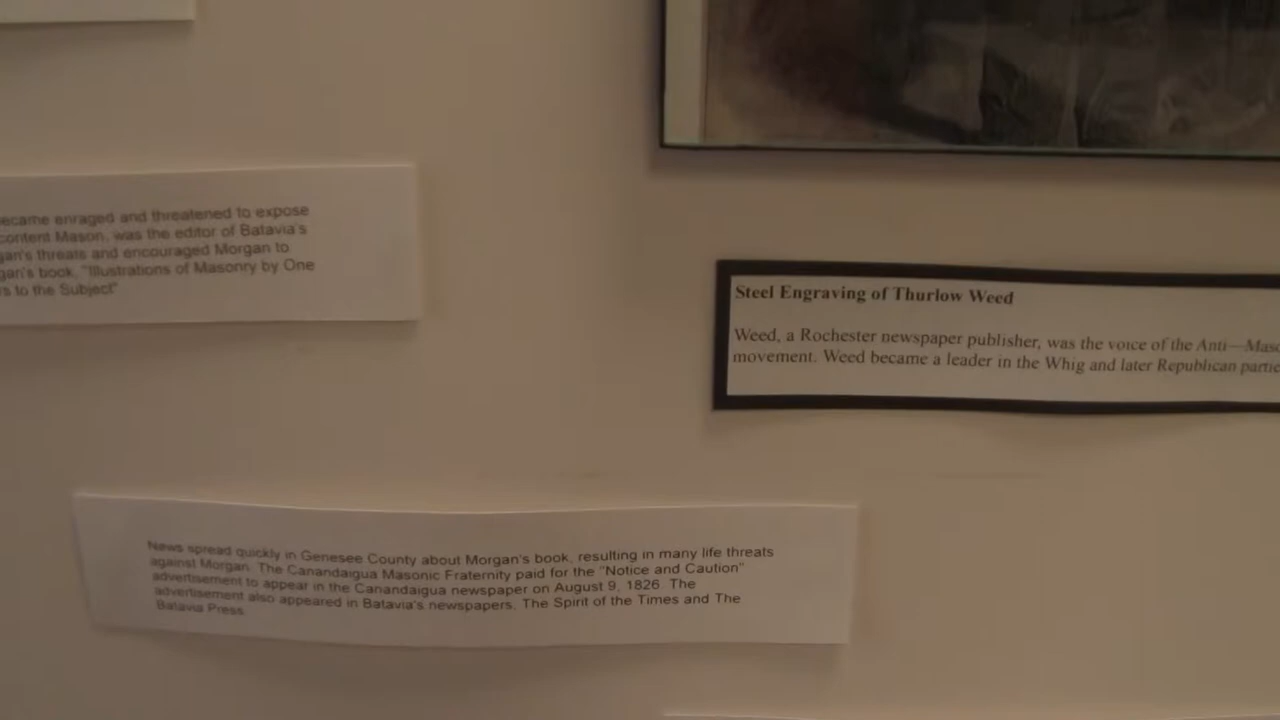 ecame enraged and threatened to expose
content Mason, was the editor of Batavia's
gan's threats and encouraged Morgan to
gan's book, "Illustrations of Masonry by One
rs to the Subject"
Steel Engraving of Thurlow Weed
Weed, a Rochester newspaper publisher, was the voice of the Anti—Maso
movement. Weed became a leader in the Whig and later Republican partie
News spread quickly in Genesee County about Morgan's book, resulting in many life threats
against Morgan. The Canandaigua Masonic Fraternity paid for the "Notice and Caution"
advertisement to appear in the Canandaigua newspaper on August 9, 1826. The
advertisement also appeared in Batavia's newspapers, The Spirit of the Times and The
Batavia Press.